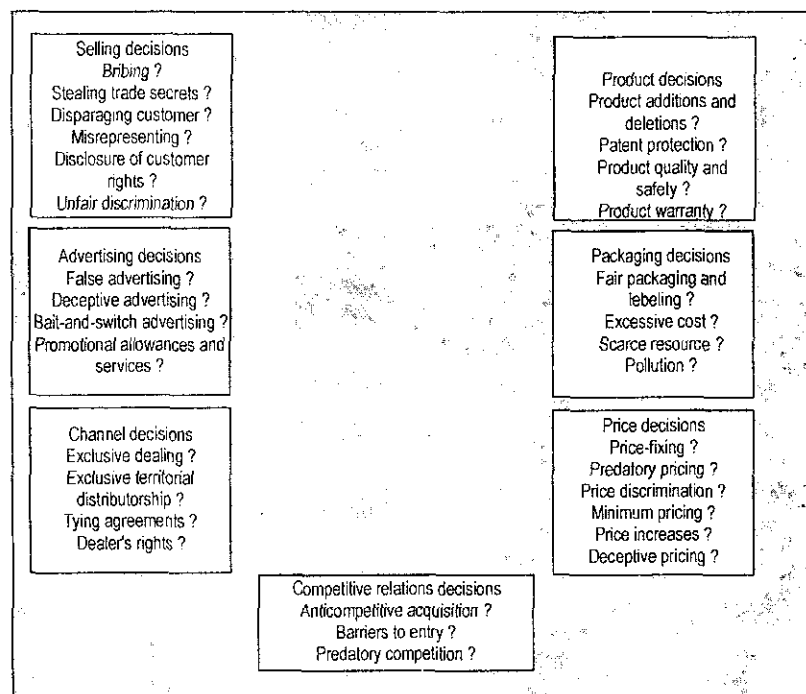 Selling decisions
Bribing ?
Stealing trade secrets ?
Disparaging customer ?
Misrepresenting ?
Disclosure of customer
rights ?
Unfair discrimination ?
Advertising decisions
False advertising ?
Deceptive advertising ?
Bait-and-switch advertising ?
Promotional allowances and
services ?
Channel decisions
Exclusive dealing ?
Exclusive territorial
distributorship ?
Tying agreements ?
Dealer's rights ?
Product decisions
Product additions and
deletions ?
Patent protection ?
Product quality and
safely ?
Product warranty ?
Packaging decisions
Fair packaging and
lebeling ?
Excessive cost ?
Scarce resource ?
Pollution ?
Price decisions
Price-fixing ?
Predatory pricing ?
Price discrimination ?
Minimum pricing ?
Price increases ?
Deceptive pricing ?
Competitive relations decisions
Anticompetitive acquisition ?
Barriers to entry ?
Predatory competition ?